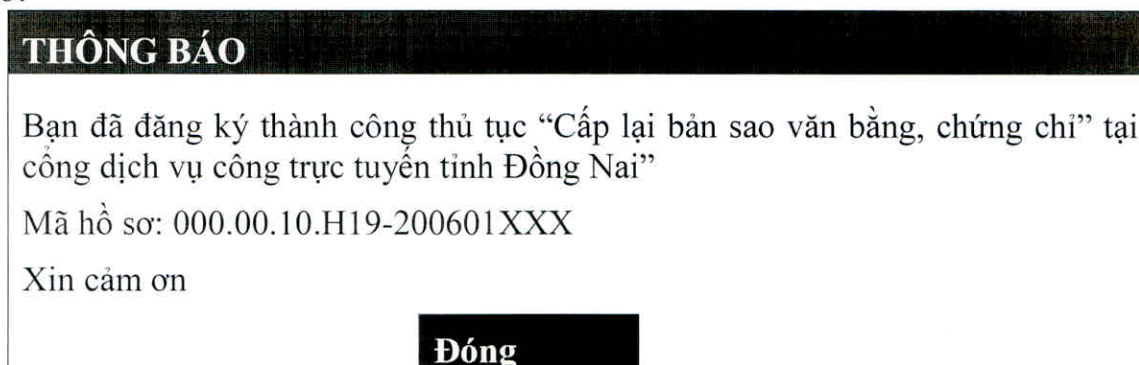 THÔNG BÁO
Bạn đã đăng ký thành công thủ tục “Cấp lại bản sao văn bằng, chứng chỉ” tại
cổng dịch vụ công trực tuyến tỉnh Đồng Nai”
Mã hồ sơ: 000.00.10.H19-200601XXX
Xin cảm ơn
Đóng